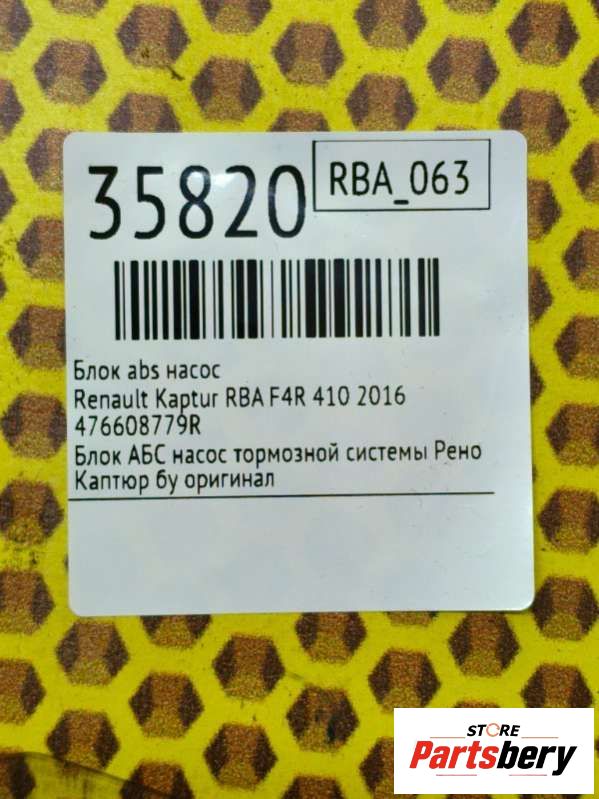 35820
RBA_063
Блок abs насос
Renault Kaptur RBA F4R 410 2016
476608779R
Блок АБС насос тормозной системы Рено
Каптюр бу оригинал
STORE
Partsbery